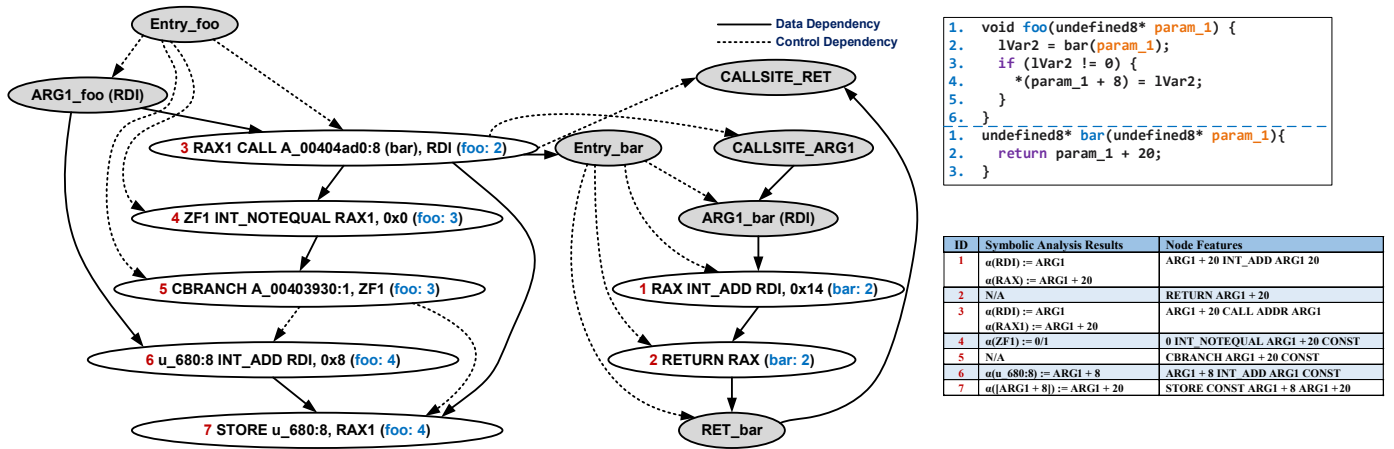 Entry_foo
Data Dependency
Control Dependency
CALLSITE_RET
ARG1_foo (RDI)
3 RAX1 CALL A_00404ad0:8 (bar), RDI (foo: 2)
Entry_bar
CALLSITE_ARG1
4 ZF1 INT_NOTEQUAL RAX1, 0x0 (foo: 3)
ARG1_bar (RDI)
5 CBRANCH A_00403930:1, ZF1 (foo: 3)
1 RAX INT_ADD RDI, 0x14 (bar: 2)
6 u_680:8 INT_ADD RDI, 0x8 (foo: 4)
2 RETURN RAX (bar: 2)
7 STORE u_680:8, RAX1 (foo: 4)
RET_bar
1. void foo(undefined8* param_1) {
2. lVar2 = bar(param_1);
3. if (lVar2 != 0) {
4. *(param_1 + 8) = lVar2;
5. }
6. }
1. undefined8* bar(undefined8* param_1){
2. return param_1 + 20;
3. }
ID Symbolic Analysis Results Node Features
1 α(RDI) := ARG1 ARG1 + 20 INT_ADD ARG1 20
α(RAX) := ARG1 + 20
2 N/A RETURN ARG1 + 20
3 α(RDI) := ARG1 ARG1 + 20 CALL ADDR ARG1
α(RAX1) := ARG1 + 20
4 α(ZF1) := 0/1 0 INT_NOTEQUAL ARG1 + 20 CONST
5 N/A CBRANCH ARG1 + 20 CONST
6 α(u_680:8) := ARG1 + 8 ARG1 + 8 INT_ADD ARG1 CONST
7 α([ARG1 + 8]) := ARG1 + 20 STORE CONST ARG1 + 8 ARG1 +20